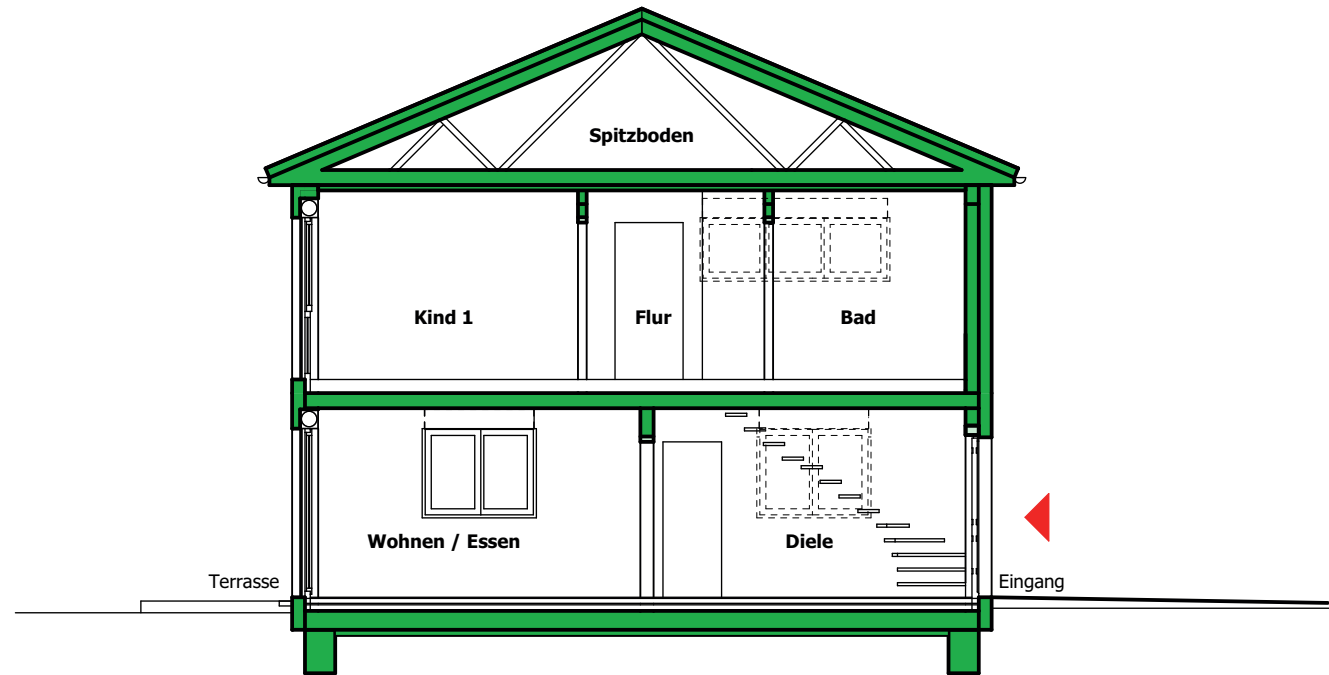 Spitzboden
Kind 1
Flur
Bad
Wohnen / Essen
Diele
Terrasse
Eingang